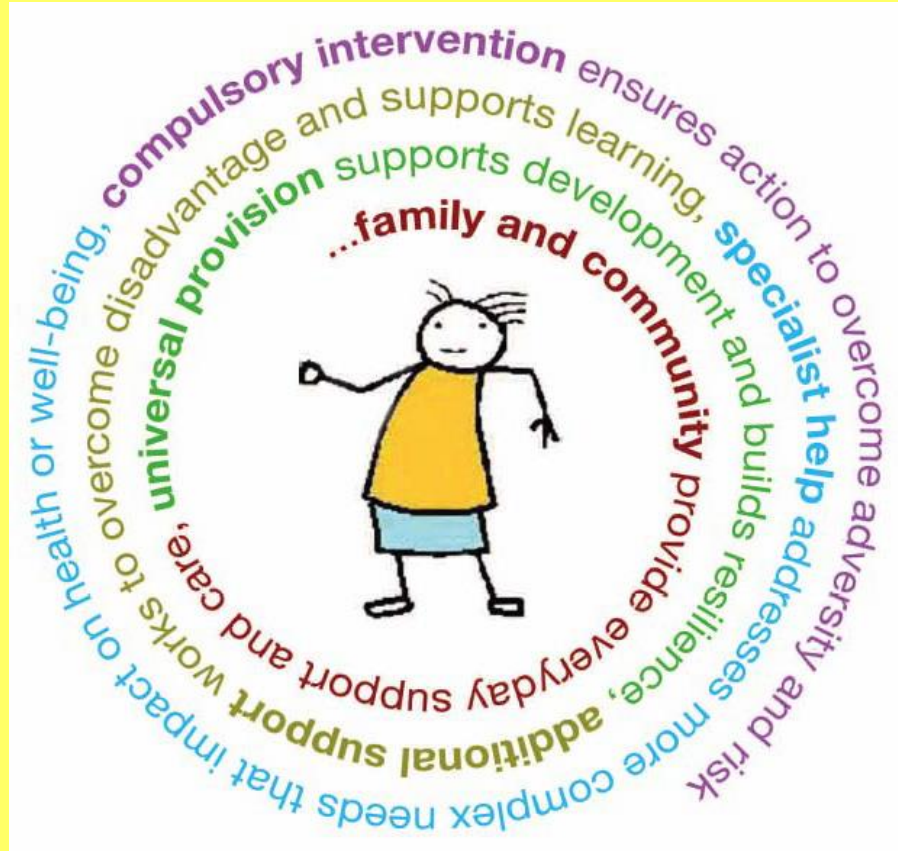 ...family and community provide everyday support and care,
universal provision supports development and builds resilience,
additional support works to overcome disadvantage and supports learning,
specialist help addresses more complex needs that impact on health or well-being,
compulsory intervention ensures action to overcome adversity and risk